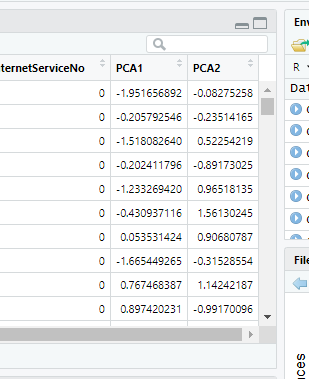 Env
R
Dat
nternetServiceNo PCA1 PCA2
0 -1.951656892 -0.08275258
0 -0.205792546 -0.23514165
0 -1.518082640 0.52254219
0 -0.202411796 -0.89173025
0 -1.233269420 0.96518135
0 -0.430937116 1.56130245
0 0.053531424 0.90680787
0 -1.665449265 -0.31528554
0 0.767468387 1.14242187
0 0.897420231 -0.99170096
File
nces